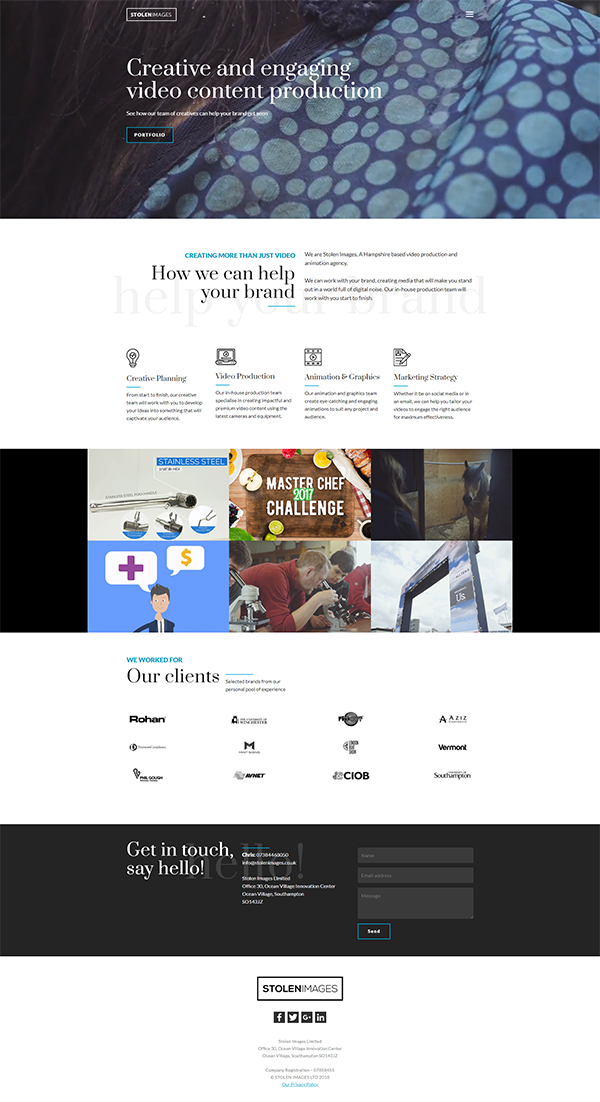 STOLENIMAGES
Creative and engaging
video content production
See how our team of creatives can help your brand get seen
PORTFOLIO
CREATING MORE THAN JUST VIDEO
How we can help
your brand
help your brand
We are Stolen Images, A Hampshire based video production and
animation agency.
We can work with your brand, creating media that will make you stand
out in a world full of digital noise. Our in-house production team will
work with you start to finish.
Creative Planning
From start to finish, our creative
team will work with you to develop
your ideas into something that will
captivate your audience.
Video Production
Our in-house production team
specialise in creating impactful and
premium video content using the
latest cameras and equipment.
Animation & Graphics
Our animation and graphics team
create eye-catching and engaging
animations to suit any project and
audience.
Marketing Strategy
Whether it be on social media or in
an email, we can help you tailor your
videos to engage the right audience
for maximum effectiveness.
STAINLESS STEEL
MASTER CHEF
2017
CHALLENGE
Us.
WE WORKED FOR
Our clients
Selected brands from our
personal pool of experience
Rohan
THE UNIVERSITY OF
WINCHESTER
AZIZ
Vermont
PHIL GOUGH
AVNET
CIOB
UNIVERSITY OF
Southampton
Get in touch,
say hello!
hello!
Chris: 07384460050
info@stolenimages.co.uk
Stolen Images Limited
Office 30, Ocean Village Innovation Center
Ocean Village, Southampton
SO143JZ
Name
Email address
Message
Send
STOLENIMAGES
Stolen Images Limited
Office 30, Ocean Village Innovation Center
Ocean Village, Southampton SO143JZ
© STOLEN IMAGES LTD 2018
Our Privacy Policy